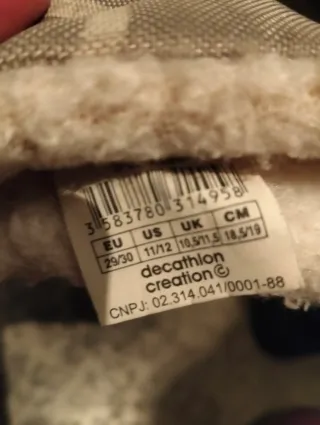 3 583780 314958
EU US UK CM
29/30 11/12 10,5/11,5 18,5/19
decathlon
creation©
CNPJ: 02.314.041/0001-88